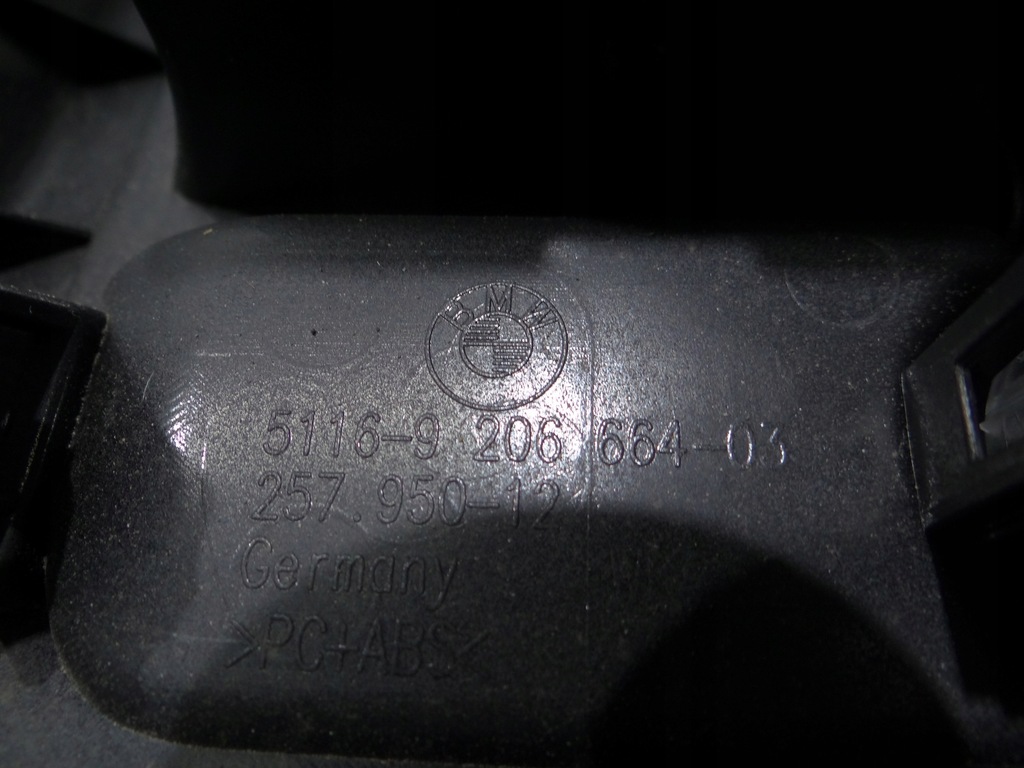 BMW
5116-9 206 664-03
257.950-12
Germany
>PC+ABS<